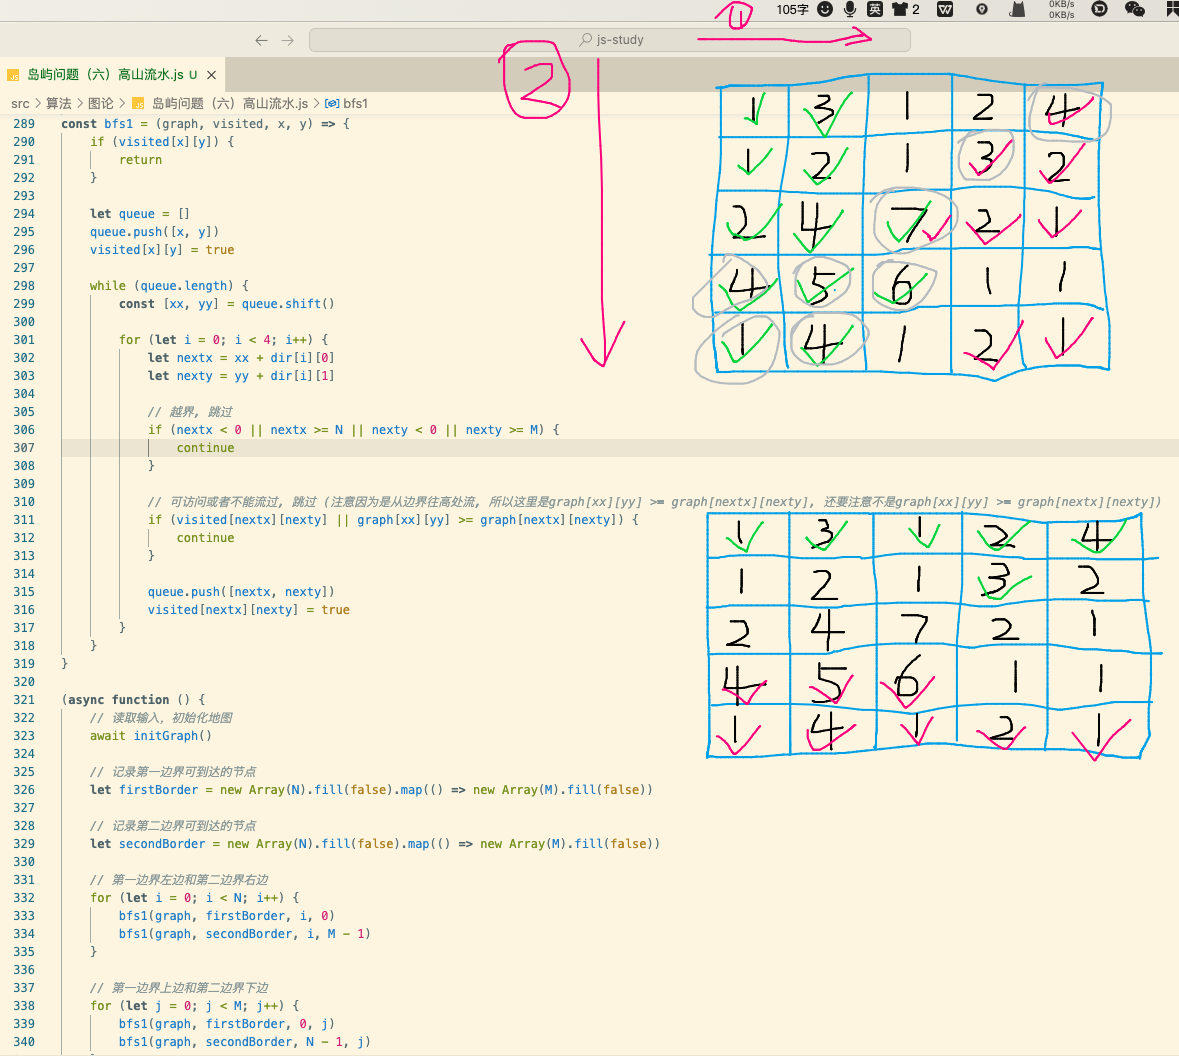 ①
105字 英 2 0KB/s
0KB/s
← → js-study
2
JS 岛屿问题（六）高山流水.js U ×
src > 算法 > 图论 > JS 岛屿问题（六）高山流水.js > bfs1
289 const bfs1 = (graph, visited, x, y) => {
290 if (visited[x][y]) {
291 return
292 }
293
294 let queue = []
295 queue.push([x, y])
296 visited[x][y] = true
297
298 while (queue.length) {
299 const [xx, yy] = queue.shift()
300
301 for (let i = 0; i < 4; i++) {
302 let nextx = xx + dir[i][0]
303 let nexty = yy + dir[i][1]
304
305 // 越界, 跳过
306 if (nextx < 0 || nextx >= N || nexty < 0 || nexty >= M) {
307 continue
308 }
309
310 // 可访问或者不能流过, 跳过 (注意因为是从边界往高处流, 所以这里是graph[xx][yy] >= graph[nextx][nexty], 还要注意不是graph[xx][yy] >= graph[nextx][nexty])
311 if (visited[nextx][nexty] || graph[xx][yy] >= graph[nextx][nexty]) {
312 continue
313 }
314
315 queue.push([nextx, nexty])
316 visited[nextx][nexty] = true
317 }
318 }
319 }
320
321 (async function () {
322 // 读取输入，初始化地图
323 await initGraph()
324
325 // 记录第一边界可到达的节点
326 let firstBorder = new Array(N).fill(false).map(() => new Array(M).fill(false))
327
328 // 记录第二边界可到达的节点
329 let secondBorder = new Array(N).fill(false).map(() => new Array(M).fill(false))
330
331 // 第一边界左边和第二边界右边
332 for (let i = 0; i < N; i++) {
333 bfs1(graph, firstBorder, i, 0)
334 bfs1(graph, secondBorder, i, M - 1)
335 }
336
337 // 第一边界上边和第二边界下边
338 for (let j = 0; j < M; j++) {
339 bfs1(graph, firstBorder, 0, j)
340 bfs1(graph, secondBorder, N - 1, j)
1 3 1 2 4
1 2 1 3 2
2 4 7 2 1
4 5 6 1 1
1 4 1 2 1
1 3 1 2 4
1 2 1 3 2
2 4 7 2 1
4 5 6 1 1
1 4 1 2 1